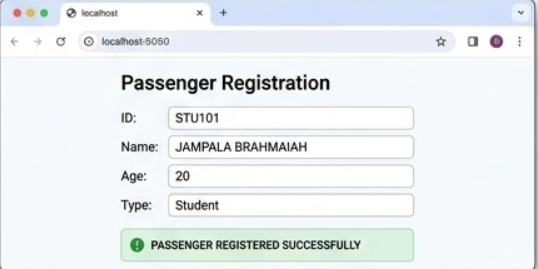 localhost
localhost-5050
Passenger Registration
ID: STU101
Name: JAMPALA BRAHMAIAH
Age: 20
Type: Student
PASSENGER REGISTERED SUCCESSFULLY